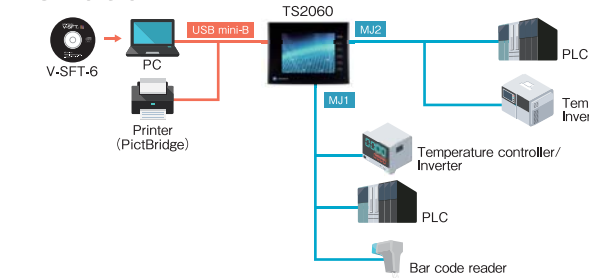 TS2060
USB mini-B
MJ2
V-SFT-6
PC
PLC
MJ1
Printer
(PictBridge)
Temperature controller/
Inverter
PLC
Bar code reader